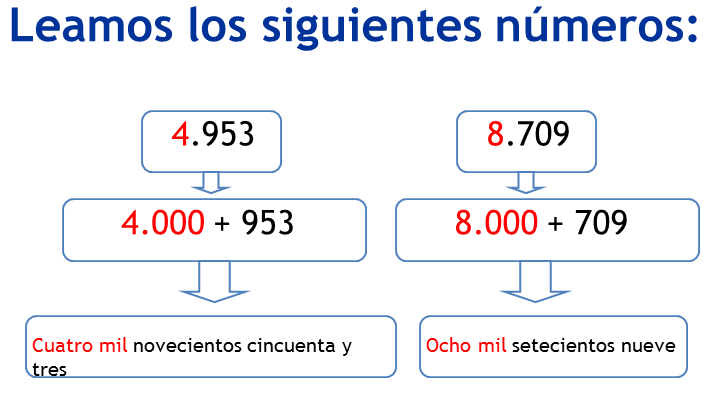 Leamos los siguientes números:
4.953
8.709
4.000 + 953
8.000 + 709
Cuatro mil novecientos cincuenta y
tres
Ocho mil setecientos nueve